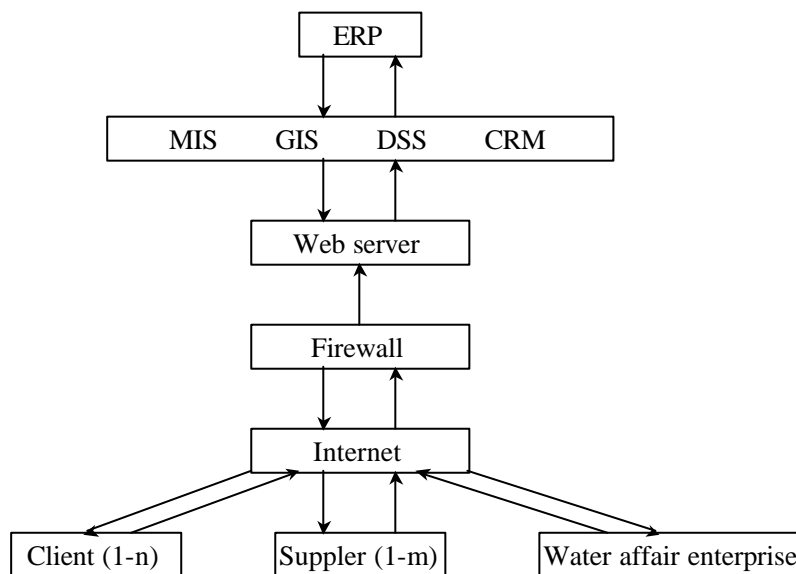 ERP
MIS GIS DSS CRM
Web server
Firewall
Internet
Client (1-n) Suppler (1-m) Water affair enterprise